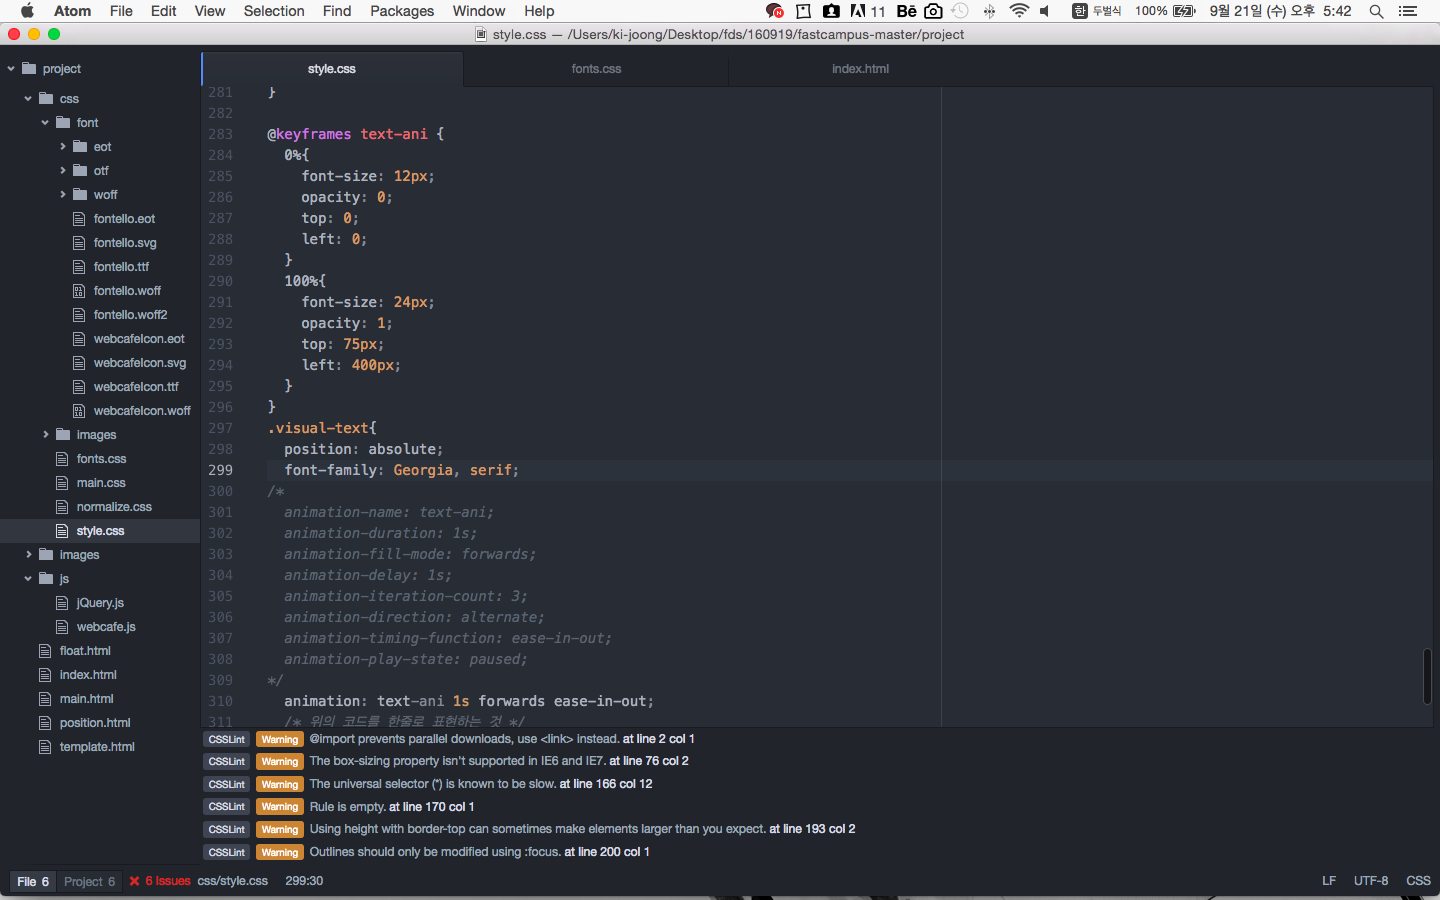 Atom File Edit View Selection Find Packages Window Help 11 Bē 한 두벌식 100% 9월 21일 (수) 오후 5:42
style.css — /Users/ki-joong/Desktop/fds/160919/fastcampus-master/project
project
css
font
eot
otf
woff
fontello.eot
fontello.svg
fontello.ttf
fontello.woff
fontello.woff2
webcafeIcon.eot
webcafeIcon.svg
webcafeIcon.ttf
webcafeIcon.woff
images
fonts.css
main.css
normalize.css
style.css
images
js
jQuery.js
webcafe.js
float.html
index.html
main.html
position.html
template.html
style.css fonts.css index.html
281 }
282
283 @keyframes text-ani {
284 0%{
285 font-size: 12px;
286 opacity: 0;
287 top: 0;
288 left: 0;
289 }
290 100%{
291 font-size: 24px;
292 opacity: 1;
293 top: 75px;
294 left: 400px;
295 }
296 }
297 .visual-text{
298 position: absolute;
299 font-family: Georgia, serif;
300 /*
301 animation-name: text-ani;
302 animation-duration: 1s;
303 animation-fill-mode: forwards;
304 animation-delay: 1s;
305 animation-iteration-count: 3;
306 animation-direction: alternate;
307 animation-timing-function: ease-in-out;
308 animation-play-state: paused;
309 */
310 animation: text-ani 1s forwards ease-in-out;
311 /* 위의 코드를 한줄로 표현하는 것 */
CSSLint Warning @import prevents parallel downloads, use <link> instead. at line 2 col 1
CSSLint Warning The box-sizing property isn't supported in IE6 and IE7. at line 76 col 2
CSSLint Warning The universal selector (*) is known to be slow. at line 166 col 12
CSSLint Warning Rule is empty. at line 170 col 1
CSSLint Warning Using height with border-top can sometimes make elements larger than you expect. at line 193 col 2
CSSLint Warning Outlines should only be modified using :focus. at line 200 col 1
File 6 Project 6 6 Issues css/style.css 299:30 LF UTF-8 CSS